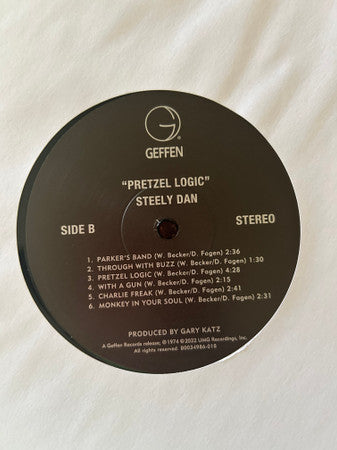 GEFFEN
"PRETZEL LOGIC"
STEELY DAN
SIDE B
STEREO
1. PARKER'S BAND (W. Becker/D. Fagen) 2:36
2. THROUGH WITH BUZZ (W. Becker/D. Fagen) 1:30
3. PRETZEL LOGIC (W. Becker/D. Fagen) 4:28
4. WITH A GUN (W. Becker/D. Fagen) 2:15
5. CHARLIE FREAK (W. Becker/D. Fagen) 2:41
6. MONKEY IN YOUR SOUL (W. Becker/D. Fagen) 2:31
PRODUCED BY GARY KATZ
A Geffen Records release; ℗ 1974 © 2022 UMG Recordings, Inc.
All rights reserved. B0034986-01B